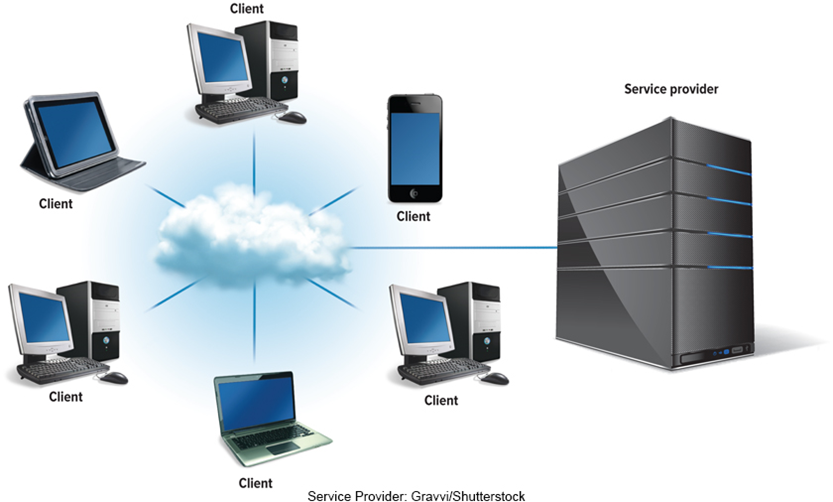 Client
Service provider
Client
Client
Client
Client
Client
Service Provider: Gravvi/Shutterstock